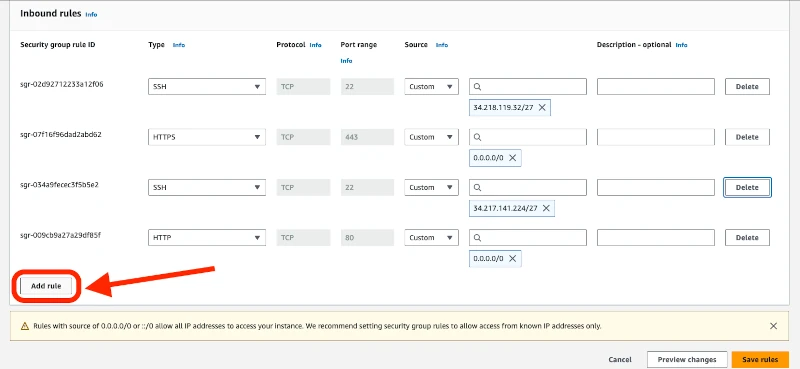 Inbound rules Info
Security group rule ID Type Info Protocol Info Port range Info Source Info Description - optional Info
sgr-02d92712233a12f06 SSH TCP 22 Custom Delete
34.218.119.32/27
sgr-07f16f96dad2abd62 HTTPS TCP 443 Custom Delete
0.0.0.0/0
sgr-034a9fecec3f5b5e2 SSH TCP 22 Custom Delete
34.217.141.224/27
sgr-009cb9a27a29df85f HTTP TCP 80 Custom Delete
0.0.0.0/0
Add rule
Rules with source of 0.0.0.0/0 or ::/0 allow all IP addresses to access your instance. We recommend setting security group rules to allow access from known IP addresses only.
Cancel Preview changes Save rules